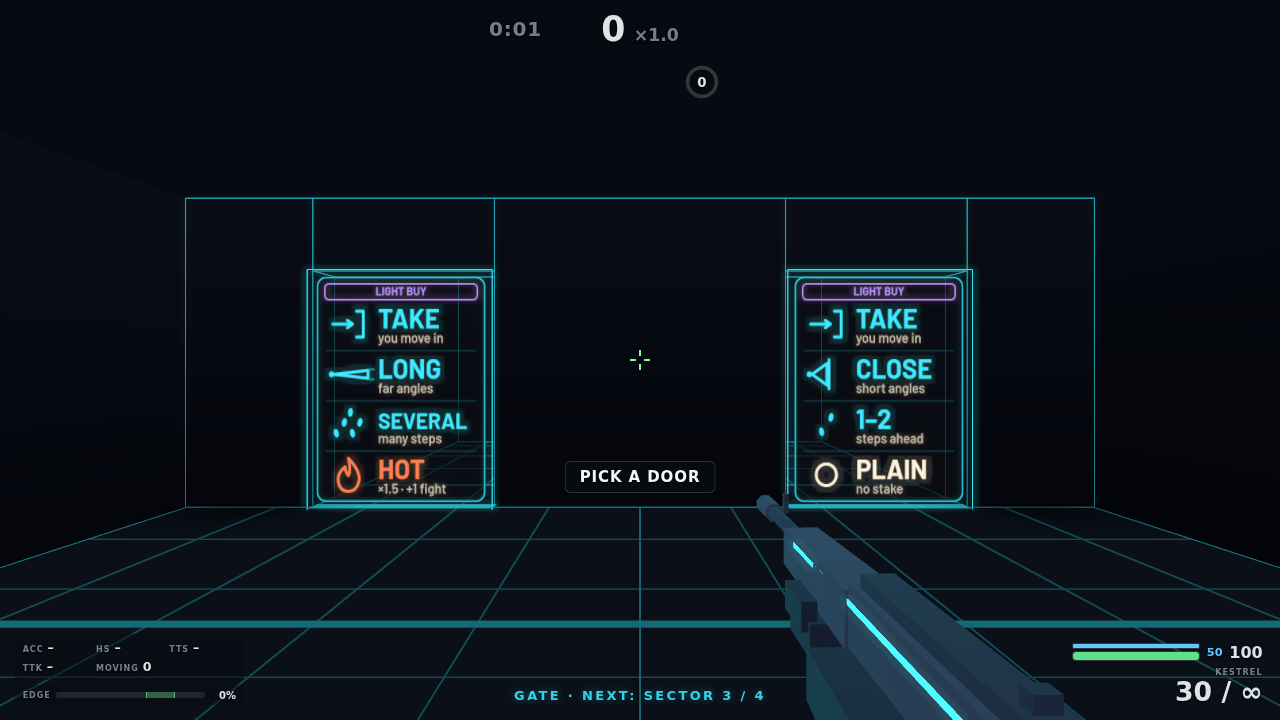 0:01
0 ×1.0
0
LIGHT BUY
TAKE
you move in
LONG
far angles
SEVERAL
many steps
HOT
×1.5 · +1 fight
LIGHT BUY
TAKE
you move in
CLOSE
short angles
1–2
steps ahead
PLAIN
no stake
PICK A DOOR
ACC – HS – TTS –
TTK – MOVING 0
EDGE 0%
GATE · NEXT: SECTOR 3 / 4
50 100
KESTREL
30 / ∞